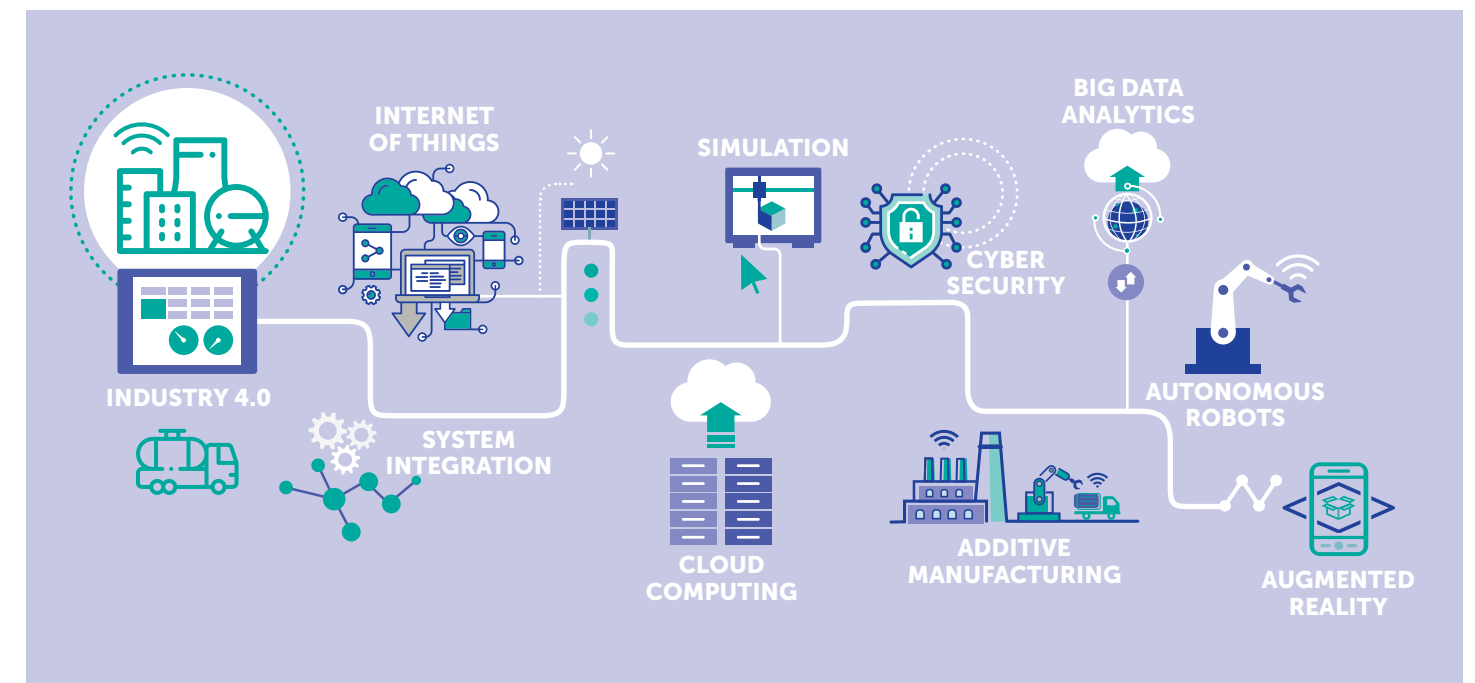 INDUSTRY 4.0
INTERNET
OF THINGS
SYSTEM
INTEGRATION
SIMULATION
CLOUD
COMPUTING
CYBER
SECURITY
BIG DATA
ANALYTICS
ADDITIVE
MANUFACTURING
AUTONOMOUS
ROBOTS
AUGMENTED
REALITY